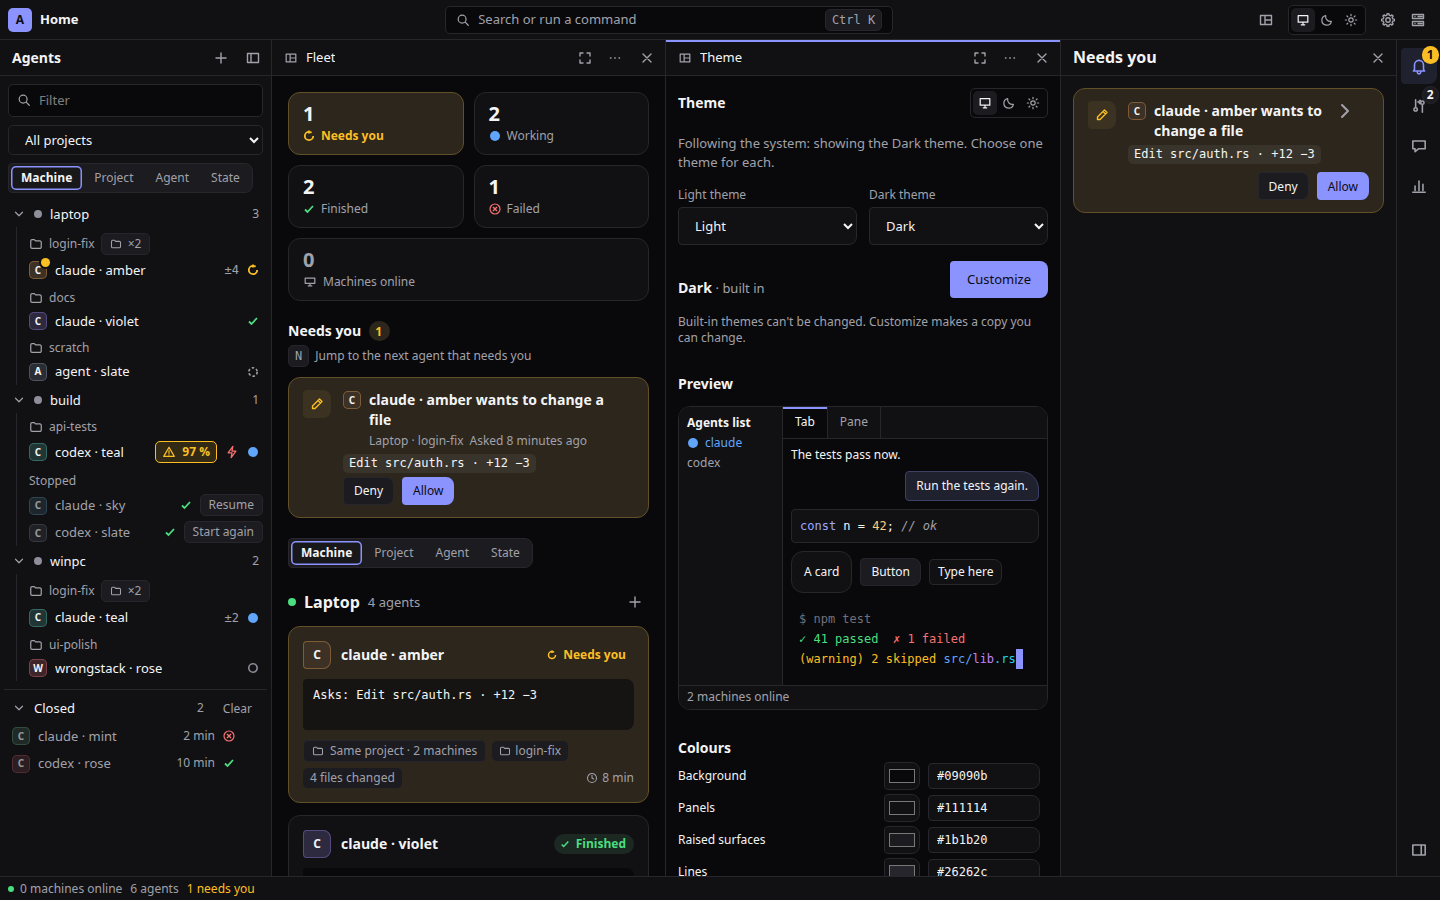 A Home
Search or run a command
Ctrl K
Agents
Filter
All projects
Machine Project Agent State
laptop 3
login-fix ×2
C claude · amber ±4
docs
C claude · violet
scratch
A agent · slate
build 1
api-tests
C codex · teal 97 %
Stopped
C claude · sky Resume
C codex · slate Start again
winpc 2
login-fix ×2
C claude · teal ±2
ui-polish
W wrongstack · rose
Closed 2 Clear
C claude · mint 2 min
C codex · rose 10 min
Fleet
1
Needs you
2
Working
2
Finished
1
Failed
0
Machines online
Needs you 1
N Jump to the next agent that needs you
C claude · amber wants to change a
file
Laptop · login-fix Asked 8 minutes ago
Edit src/auth.rs · +12 −3
Deny Allow
Machine Project Agent State
Laptop 4 agents
C claude · amber Needs you
Asks: Edit src/auth.rs · +12 −3
Same project · 2 machines login-fix
4 files changed 8 min
C claude · violet Finished
Theme
Theme
Following the system: showing the Dark theme. Choose one
theme for each.
Light theme Dark theme
Light Dark
Dark · built in Customize
Built-in themes can't be changed. Customize makes a copy you
can change.
Preview
Agents list
claude
codex
Tab Pane
The tests pass now.
Run the tests again.
const n = 42; // ok
A card Button Type here
$ npm test
✓ 41 passed ✗ 1 failed
(warning) 2 skipped src/lib.rs
2 machines online
Colours
Background #09090b
Panels #111114
Raised surfaces #1b1b20
Lines #26262c
Needs you
C claude · amber wants to
change a file
Edit src/auth.rs · +12 −3
Deny Allow
1
2
0 machines online 6 agents 1 needs you